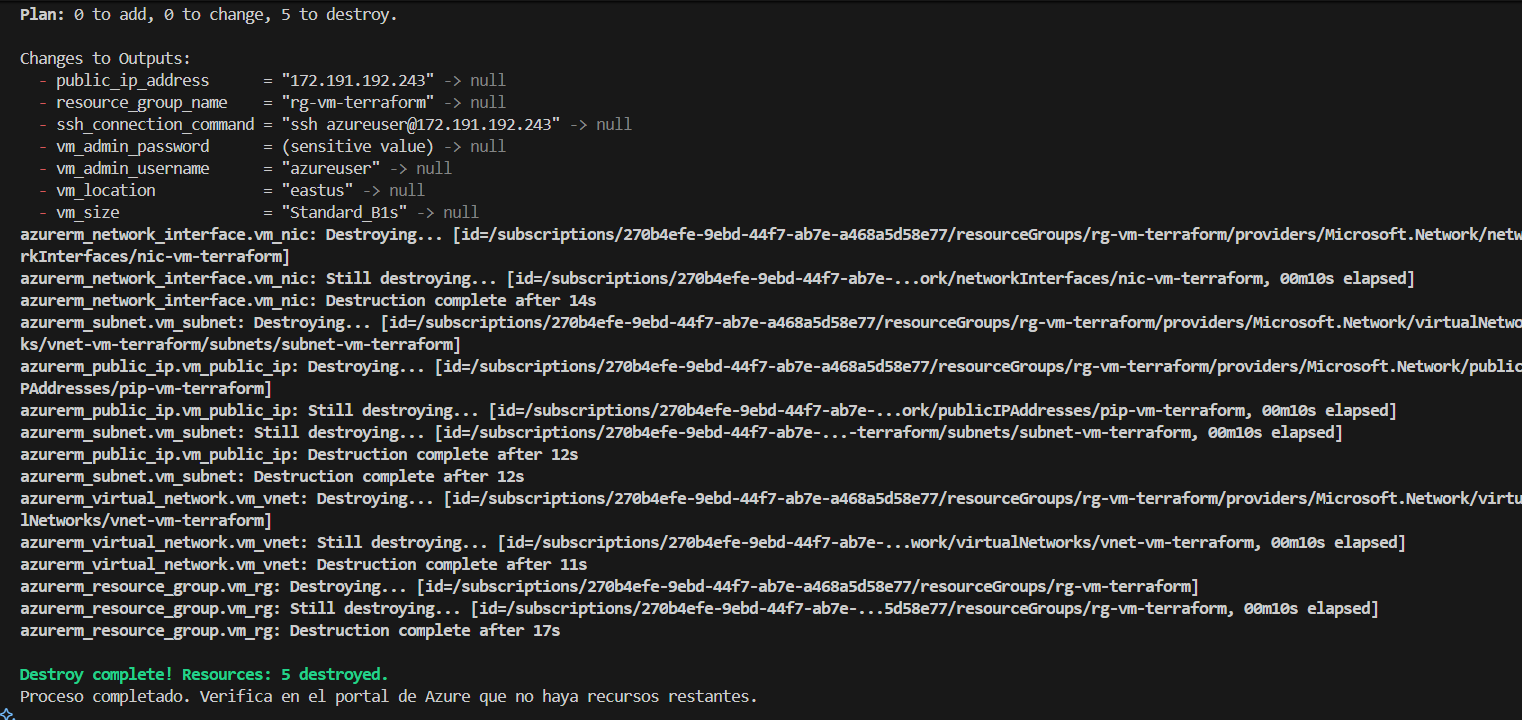 Plan: 0 to add, 0 to change, 5 to destroy.
Changes to Outputs:
- public_ip_address      = "172.191.192.243" -> null
- resource_group_name    = "rg-vm-terraform" -> null
- ssh_connection_command = "ssh azureuser@172.191.192.243" -> null
- vm_admin_password      = (sensitive value) -> null
- vm_admin_username      = "azureuser" -> null
- vm_location            = "eastus" -> null
- vm_size                = "Standard_B1s" -> null
azurerm_network_interface.vm_nic: Destroying... [id=/subscriptions/270b4efe-9ebd-44f7-ab7e-a468a5d58e77/resourceGroups/rg-vm-terraform/providers/Microsoft.Network/netw
rkInterfaces/nic-vm-terraform]
azurerm_network_interface.vm_nic: Still destroying... [id=/subscriptions/270b4efe-9ebd-44f7-ab7e-...ork/networkInterfaces/nic-vm-terraform, 00m10s elapsed]
azurerm_network_interface.vm_nic: Destruction complete after 14s
azurerm_subnet.vm_subnet: Destroying... [id=/subscriptions/270b4efe-9ebd-44f7-ab7e-a468a5d58e77/resourceGroups/rg-vm-terraform/providers/Microsoft.Network/virtualNetwo
ks/vnet-vm-terraform/subnets/subnet-vm-terraform]
azurerm_public_ip.vm_public_ip: Destroying... [id=/subscriptions/270b4efe-9ebd-44f7-ab7e-a468a5d58e77/resourceGroups/rg-vm-terraform/providers/Microsoft.Network/public
PAddresses/pip-vm-terraform]
azurerm_public_ip.vm_public_ip: Still destroying... [id=/subscriptions/270b4efe-9ebd-44f7-ab7e-...ork/publicIPAddresses/pip-vm-terraform, 00m10s elapsed]
azurerm_subnet.vm_subnet: Still destroying... [id=/subscriptions/270b4efe-9ebd-44f7-ab7e-...-terraform/subnets/subnet-vm-terraform, 00m10s elapsed]
azurerm_public_ip.vm_public_ip: Destruction complete after 12s
azurerm_subnet.vm_subnet: Destruction complete after 12s
azurerm_virtual_network.vm_vnet: Destroying... [id=/subscriptions/270b4efe-9ebd-44f7-ab7e-a468a5d58e77/resourceGroups/rg-vm-terraform/providers/Microsoft.Network/virtu
lNetworks/vnet-vm-terraform]
azurerm_virtual_network.vm_vnet: Still destroying... [id=/subscriptions/270b4efe-9ebd-44f7-ab7e-...work/virtualNetworks/vnet-vm-terraform, 00m10s elapsed]
azurerm_virtual_network.vm_vnet: Destruction complete after 11s
azurerm_resource_group.vm_rg: Destroying... [id=/subscriptions/270b4efe-9ebd-44f7-ab7e-a468a5d58e77/resourceGroups/rg-vm-terraform]
azurerm_resource_group.vm_rg: Still destroying... [id=/subscriptions/270b4efe-9ebd-44f7-ab7e-...5d58e77/resourceGroups/rg-vm-terraform, 00m10s elapsed]
azurerm_resource_group.vm_rg: Destruction complete after 17s
Destroy complete! Resources: 5 destroyed.
Proceso completado. Verifica en el portal de Azure que no haya recursos restantes.